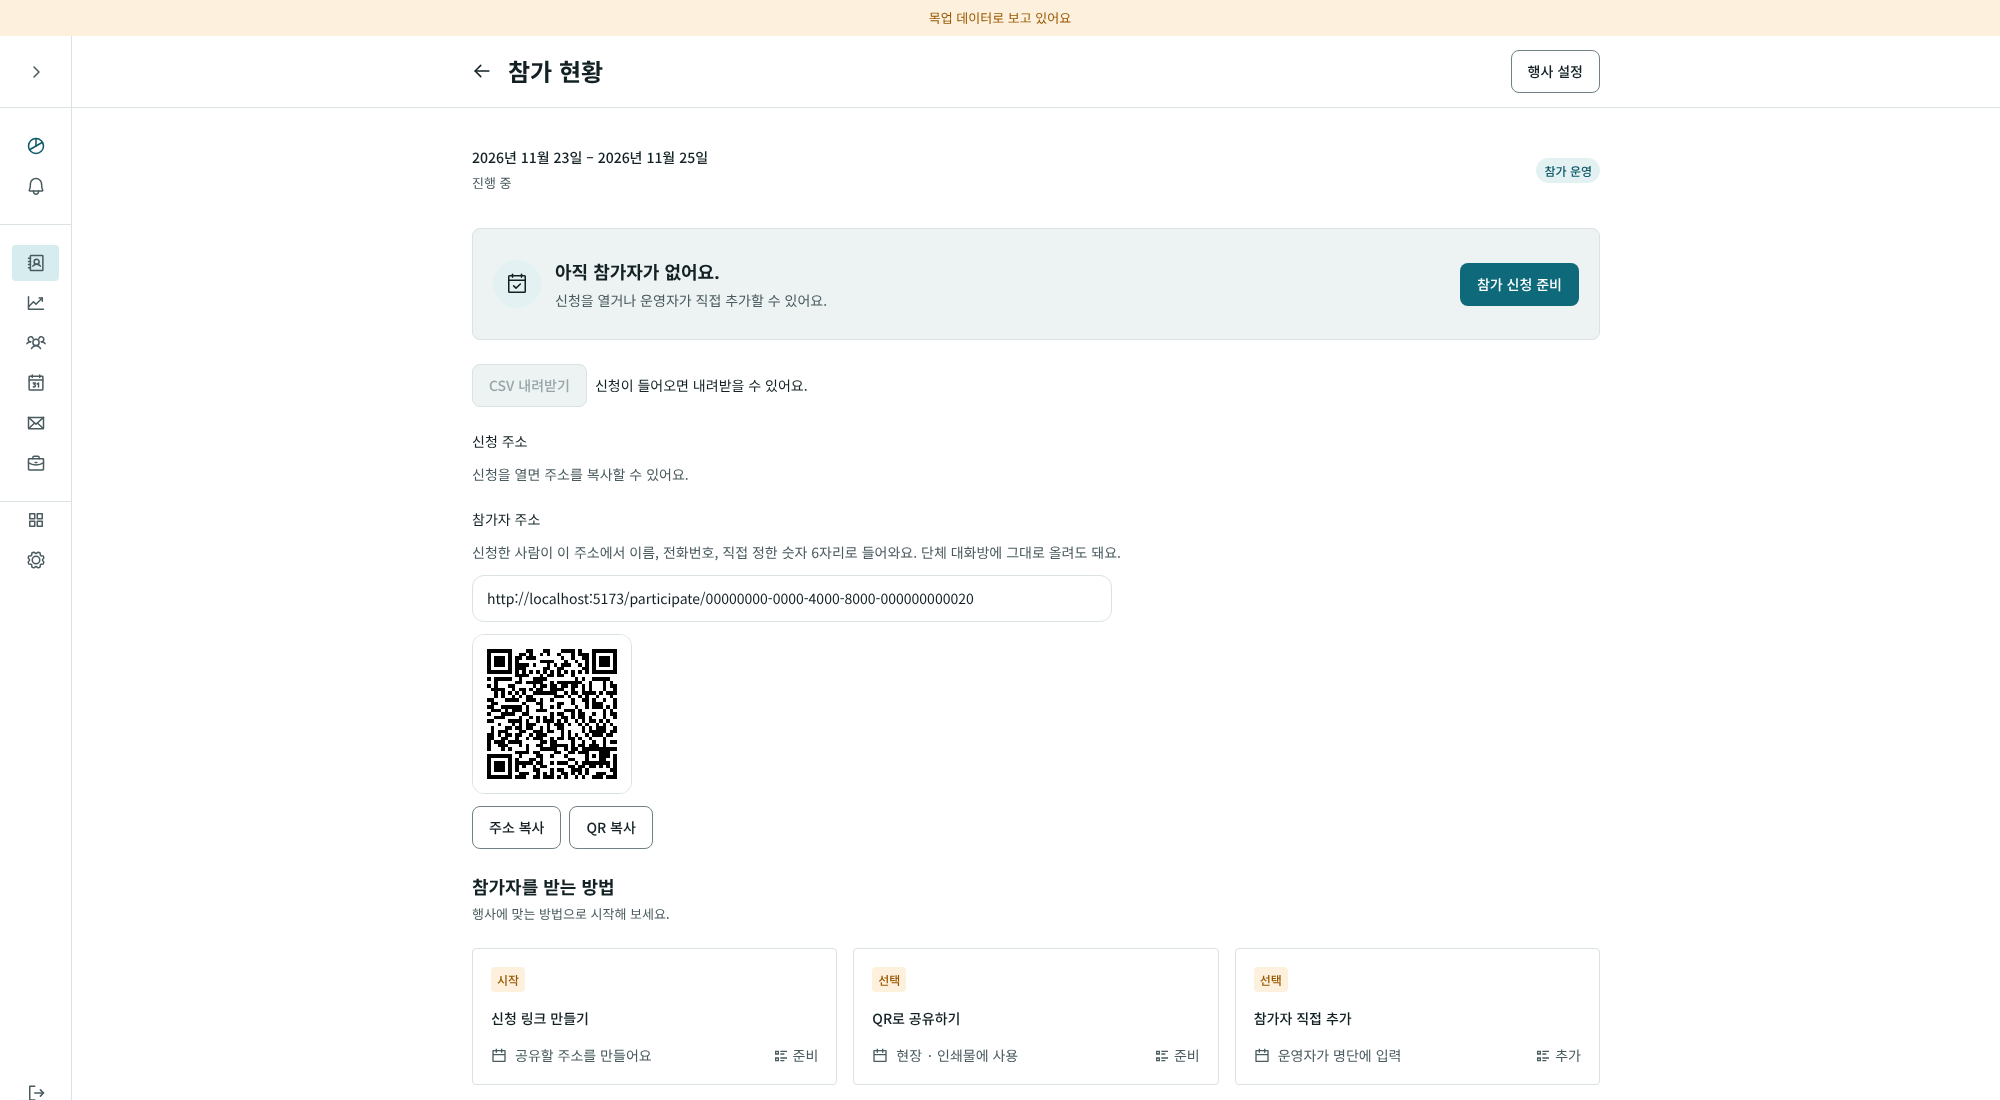 목업 데이터로 보고 있어요
참가 현황
행사 설정
2026년 11월 23일 – 2026년 11월 25일
진행 중
참가 운영
아직 참가자가 없어요.
신청을 열거나 운영자가 직접 추가할 수 있어요.
참가 신청 준비
CSV 내려받기
신청이 들어오면 내려받을 수 있어요.
신청 주소
신청을 열면 주소를 복사할 수 있어요.
참가자 주소
신청한 사람이 이 주소에서 이름, 전화번호, 직접 정한 숫자 6자리로 들어와요. 단체 대화방에 그대로 올려도 돼요.
http://localhost:5173/participate/00000000-0000-4000-8000-000000000020
주소 복사
QR 복사
참가자를 받는 방법
행사에 맞는 방법으로 시작해 보세요.
시작
신청 링크 만들기
공유할 주소를 만들어요
준비
선택
QR로 공유하기
현장 · 인쇄물에 사용
준비
선택
참가자 직접 추가
운영자가 명단에 입력
추가